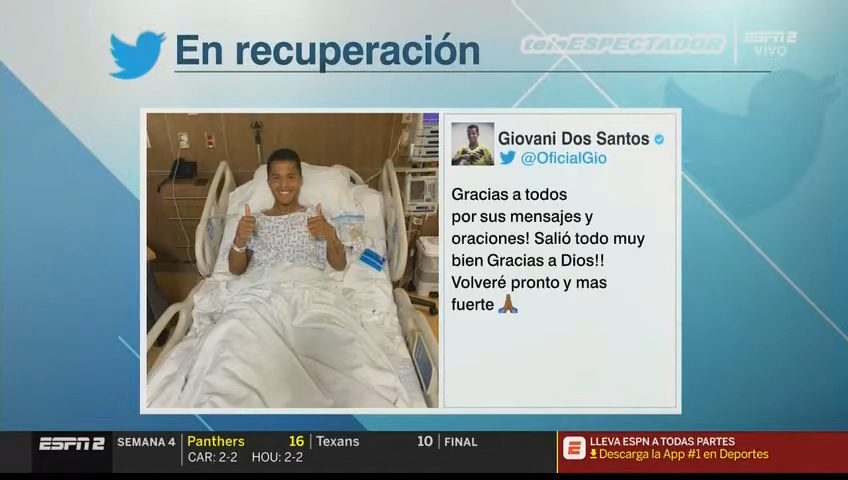 En recuperación
teleESPECTADOR
ESPN 2
VIVO
Giovani Dos Santos
@OficialGio
Gracias a todos
por sus mensajes y
oraciones! Salió todo muy
bien Gracias a Dios!!
Volveré pronto y mas
fuerte 🙏🏾
ESPN 2
SEMANA 4
Panthers 16
CAR: 2-2
Texans 10
HOU: 2-2
FINAL
LLEVA ESPN A TODAS PARTES
Descarga la App #1 en Deportes